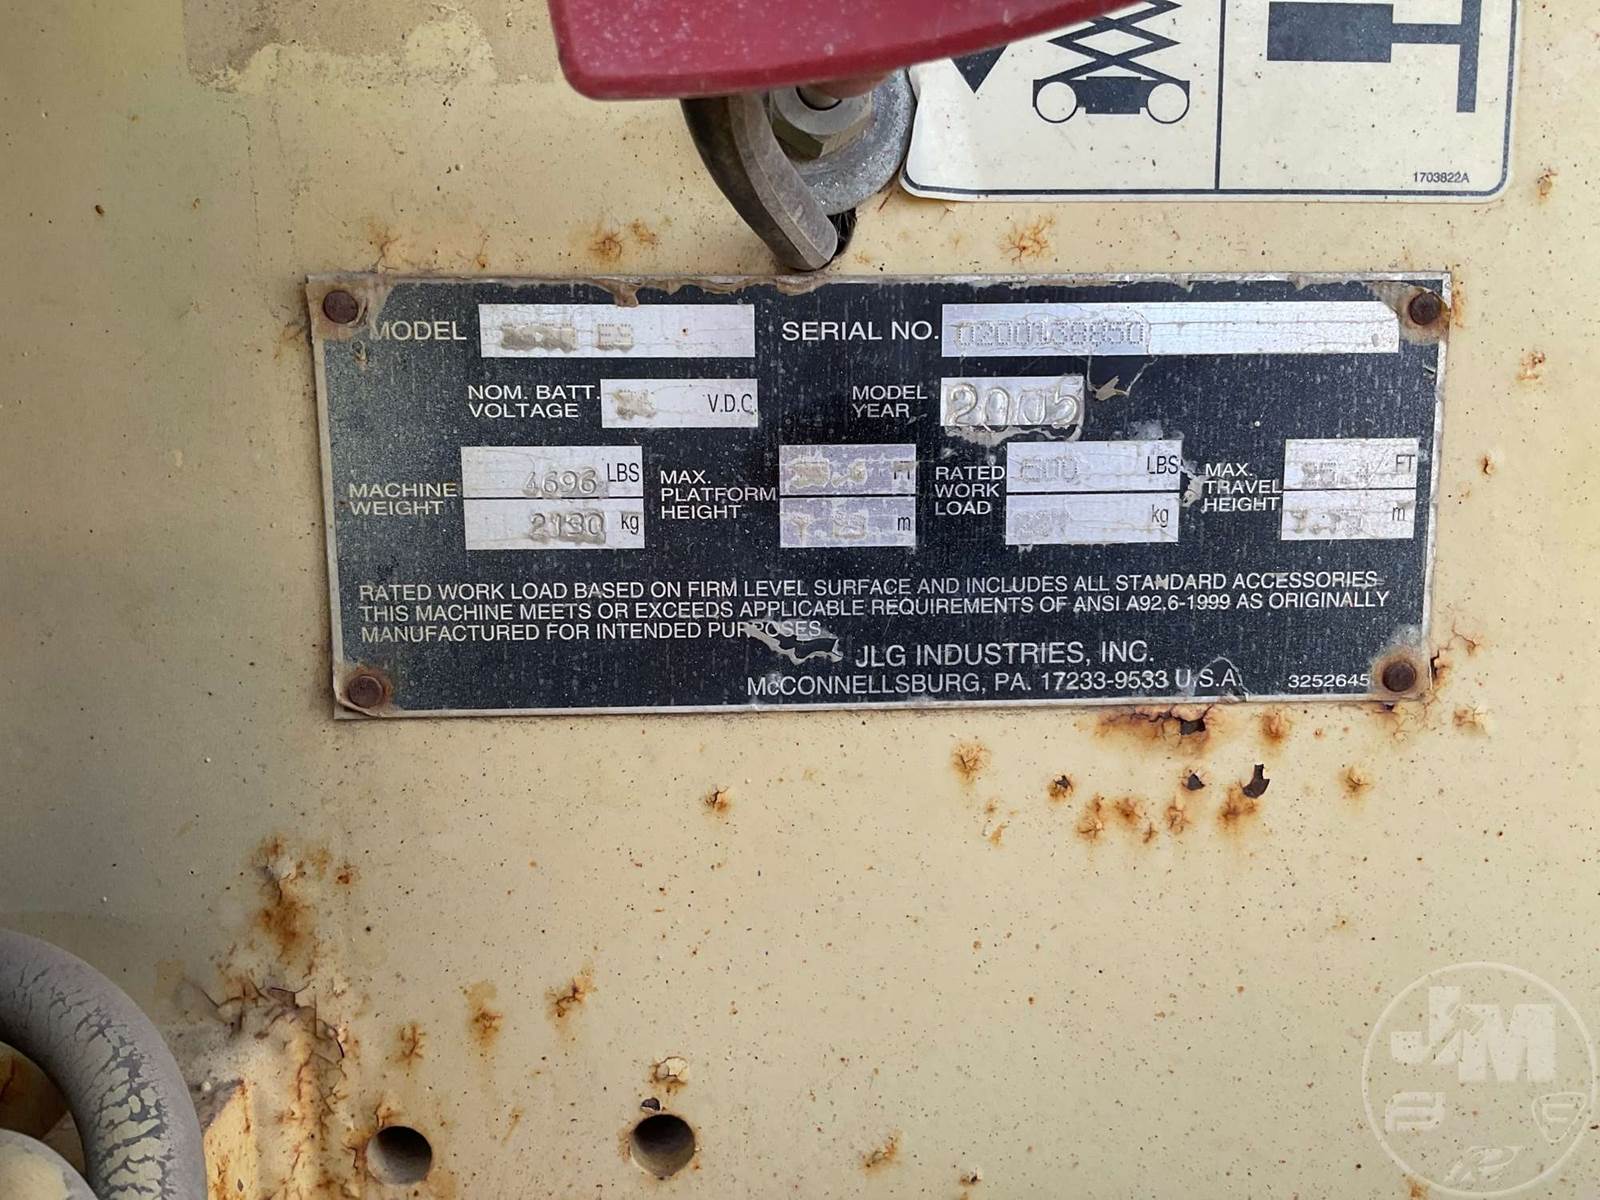 1703822A
MODEL ES SERIAL NO. 0200138850
NOM. BATT. VOLTAGE V.D.C. MODEL YEAR 2005
MACHINE WEIGHT 4696 LBS 2130 kg
MAX. PLATFORM HEIGHT FT m
RATED WORK LOAD LBS kg
MAX. TRAVEL HEIGHT FT m
RATED WORK LOAD BASED ON FIRM LEVEL SURFACE AND INCLUDES ALL STANDARD ACCESSORIES
THIS MACHINE MEETS OR EXCEEDS APPLICABLE REQUIREMENTS OF ANSI A92,6-1999 AS ORIGINALLY
MANUFACTURED FOR INTENDED PURPOSES
JLG INDUSTRIES, INC.
McCONNELLSBURG, PA. 17233-9533 U.S.A. 3252645
JM